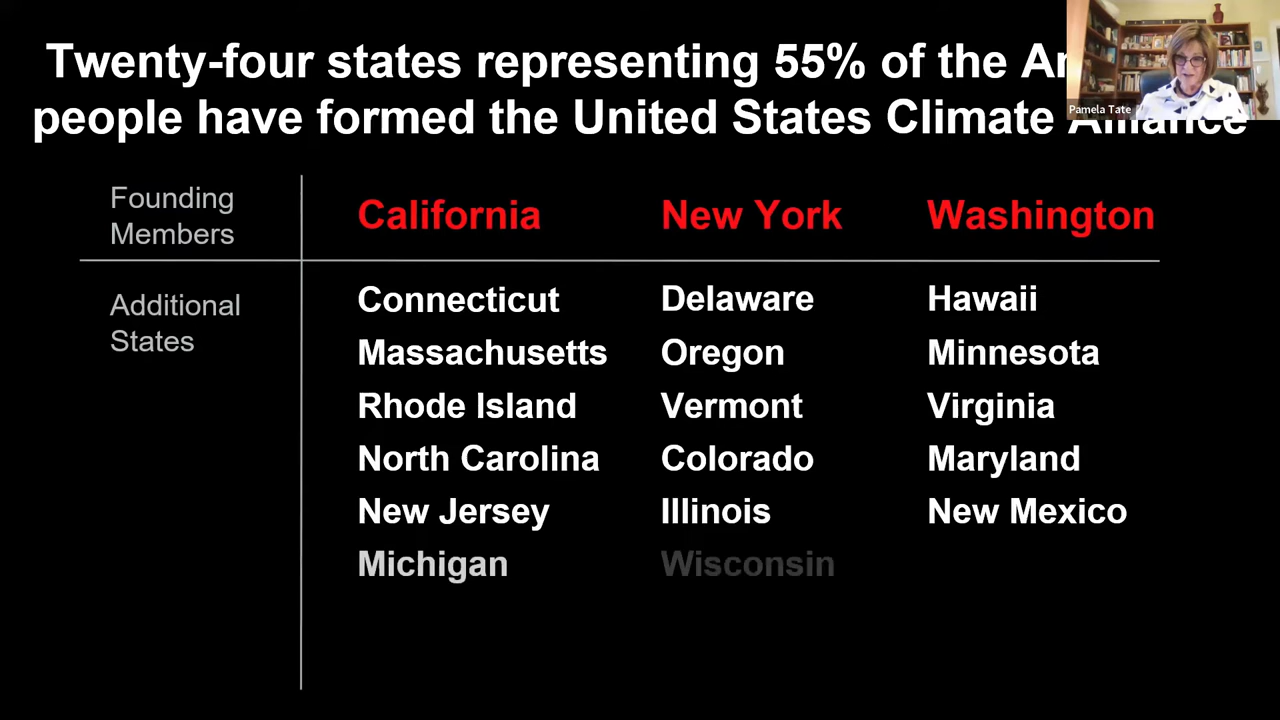 Twenty-four states representing 55% of the
people have formed the United States Climate Alliance
Pamela Tate
Founding
Members
California New York Washington
Additional
States
Connecticut Delaware Hawaii
Massachusetts Oregon Minnesota
Rhode Island Vermont Virginia
North Carolina Colorado Maryland
New Jersey Illinois New Mexico
Michigan Wisconsin